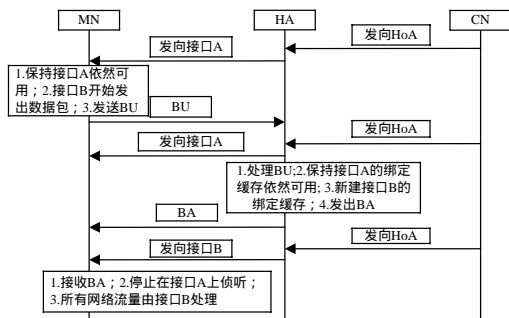 MN HA CN
发向HoA
发向接口A
1.保持接口A依然可
用；2.接口B开始发
出数据包；3.发送BU
BU
发向HoA
发向接口A
1.处理BU;2.保持接口A的绑定
缓存依然可用; 3.新建接口B的
绑定缓存；4.发出BA
BA
发向HoA
发向接口B
1.接收BA；2.停止在接口A上侦听；
3.所有网络流量由接口B处理